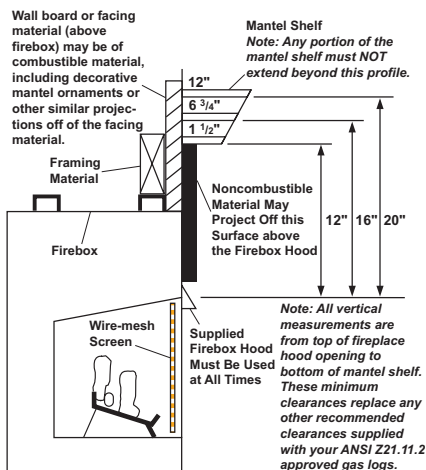 Wall board or facing
material (above
firebox) may be of
combustible material,
including decorative
mantel ornaments or
other similar projec-
tions off of the facing
material.
Mantel Shelf
Note: Any portion of the
mantel shelf must NOT
extend beyond this profile.
12"
6 3/4"
1 1/2"
Framing
Material
Noncombustible
Material May
Project Off this
Surface above
the Firebox Hood
12" 16" 20"
Firebox
Wire-mesh
Screen
Supplied
Firebox Hood
Must Be Used
at All Times
Note: All vertical
measurements are
from top of fireplace
hood opening to
bottom of mantel shelf.
These minimum
clearances replace any
other recommended
clearances supplied
with your ANSI Z21.11.2
approved gas logs.